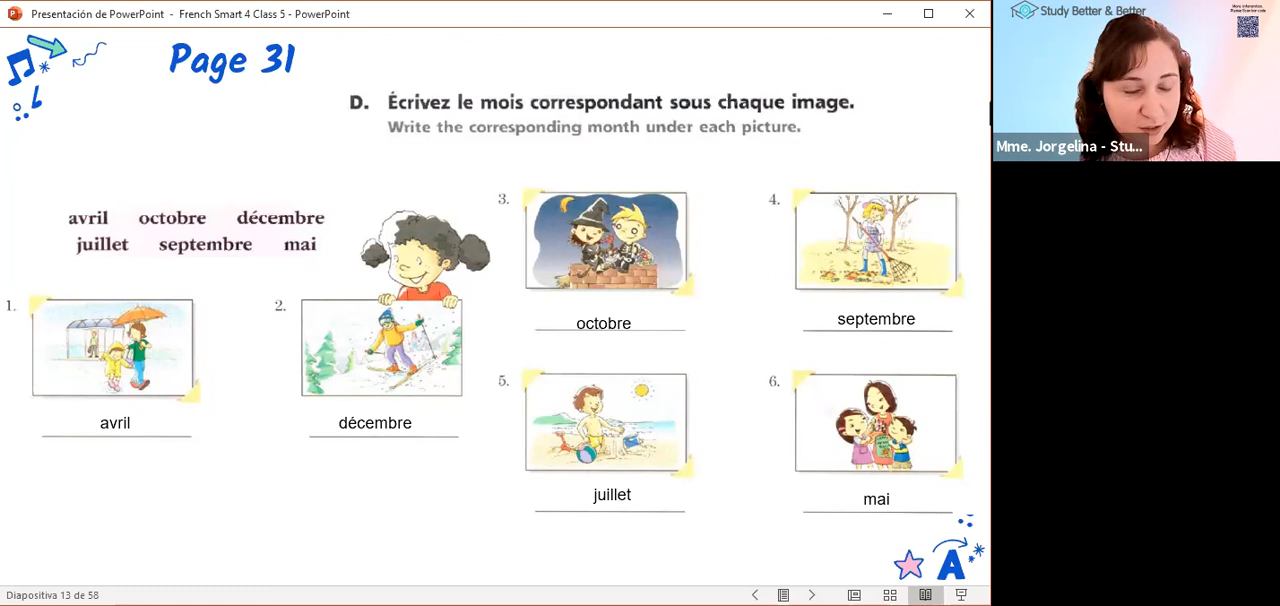 Presentación de PowerPoint - French Smart 4 Class 5 - PowerPoint
Page 31
D. Écrivez le mois correspondant sous chaque image.
Write the corresponding month under each picture.
avril octobre décembre
juillet septembre mai
1.
avril
2.
décembre
3.
octobre
4.
septembre
5.
juillet
6.
mai
A
Diapositiva 13 de 58
Study Better & Better
Mme. Jorgelina - Stu...